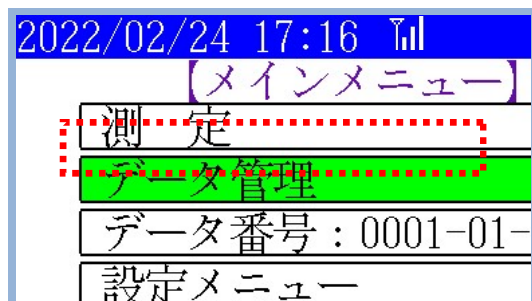 2022/02/24 17:16
【メインメニュー】
測 定
データ管理
データ番号：0001-01-
設定メニュー